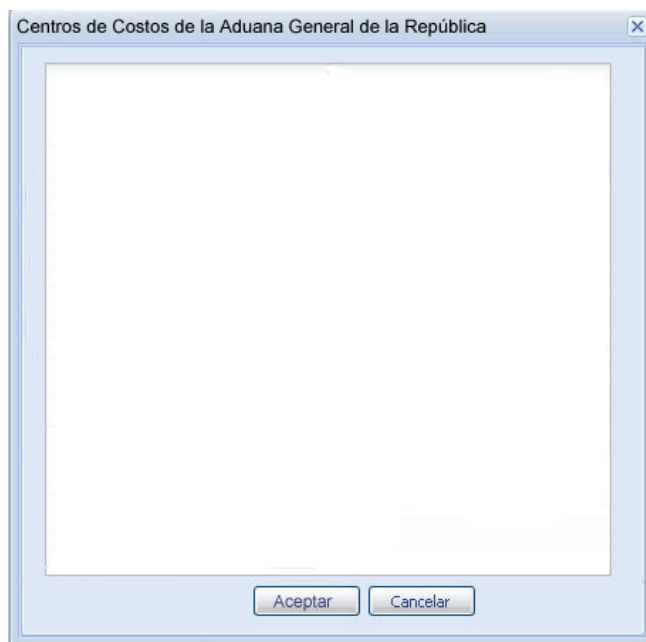 Centros de Costos de la Aduana General de la República
Aceptar
Cancelar